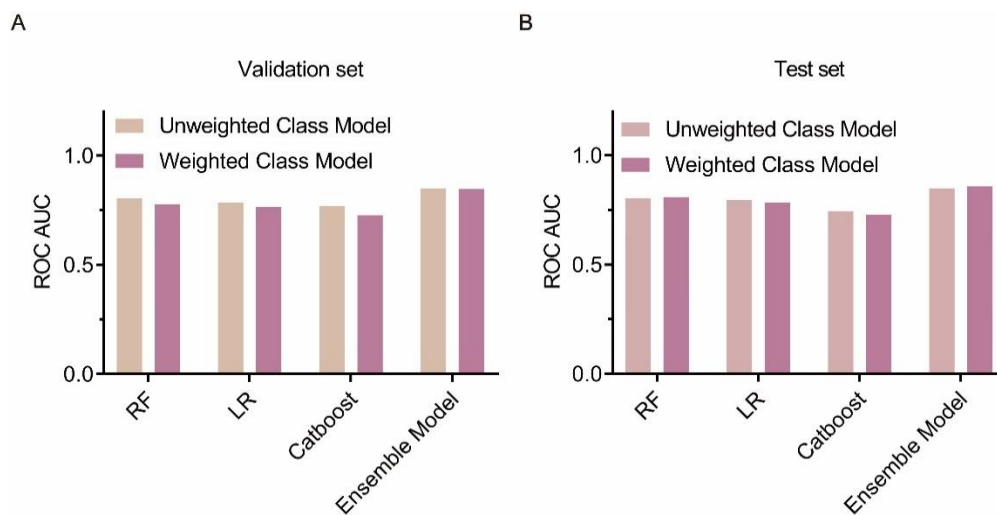 A
Validation set
Unweighted Class Model
Weighted Class Model
1.0
0.5
0.0
ROC AUC
RF
LR
Catboost
Ensemble Model
B
Test set
Unweighted Class Model
Weighted Class Model
1.0
0.5
0.0
ROC AUC
RF
LR
Catboost
Ensemble Model